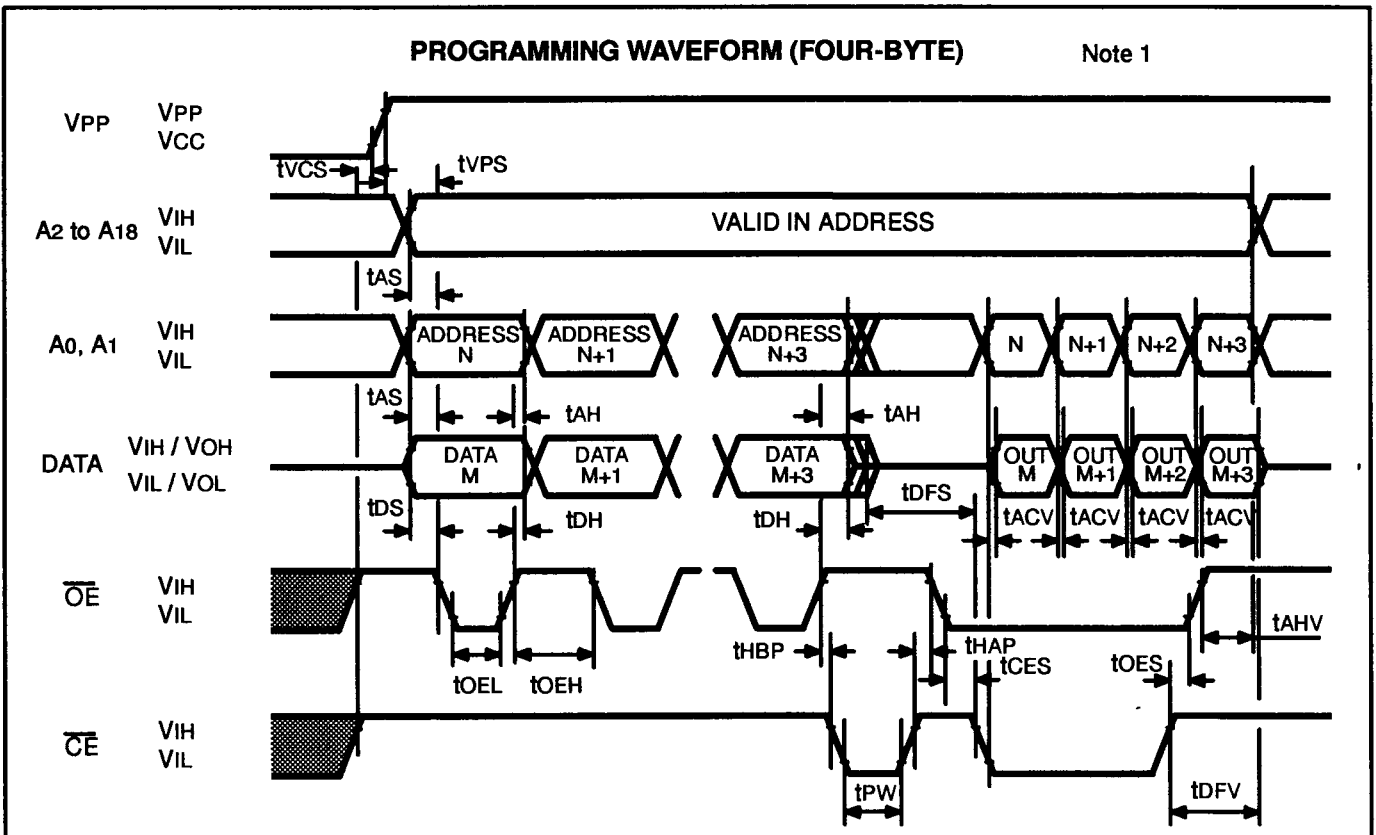 PROGRAMMING WAVEFORM (FOUR-BYTE) Note 1
VPP VPP
VCC
tVCS tVPS
A2 to A18 VIH
VIL
VALID IN ADDRESS
tAS
A0, A1 VIH
VIL
ADDRESS N ADDRESS N+1 ADDRESS N+3 N N+1 N+2 N+3
tAS tAH tAH
DATA VIH / VOH
VIL / VOL
DATA M DATA M+1 DATA M+3 OUT M OUT M+1 OUT M+2 OUT M+3
tDS tDH tDH tDFS tACV tACV tACV tACV
OE VIH
VIL
tOEL tOEH tHBP tHAP tCES tOES tAHV
CE VIH
VIL
tPW tDFV